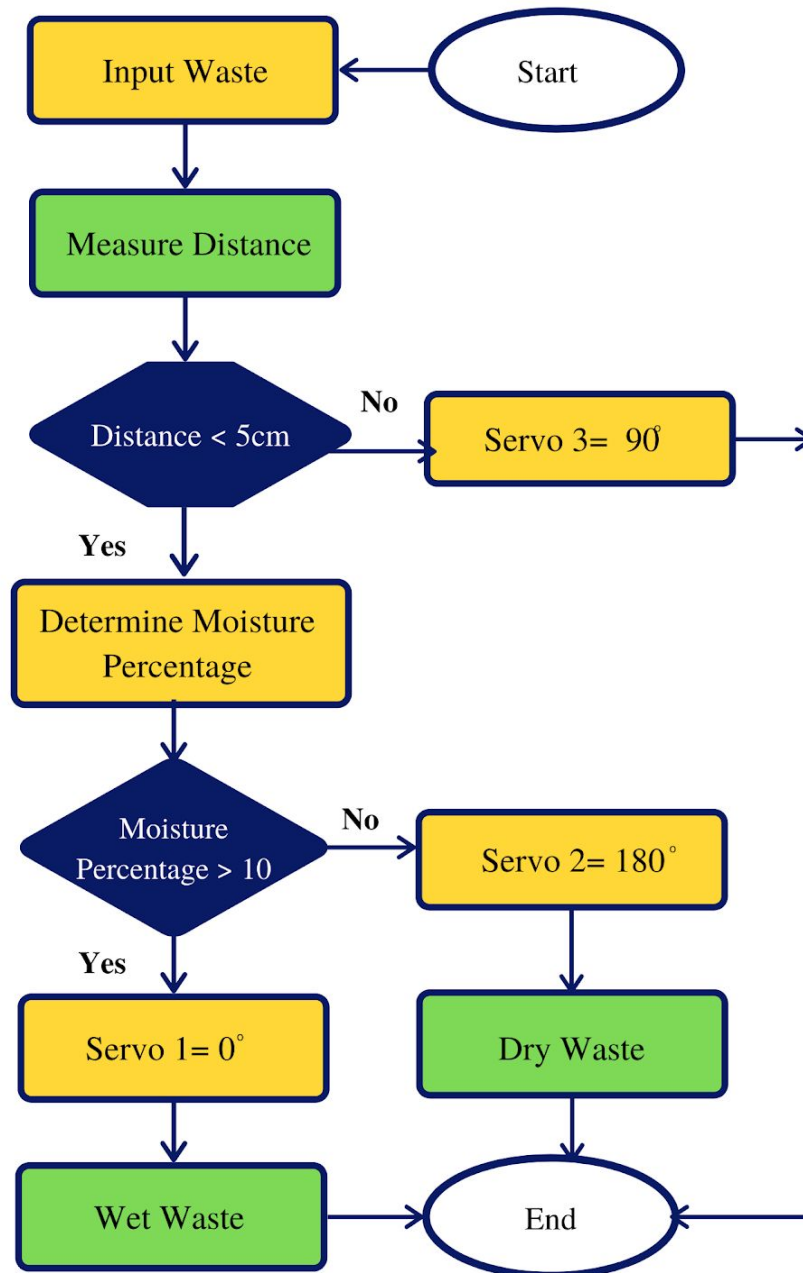 Start
Input Waste
Measure Distance
Distance < 5cm
No
Servo 3= 90°
Yes
Determine Moisture
Percentage
Moisture
Percentage > 10
No
Servo 2= 180°
Yes
Servo 1= 0°
Dry Waste
Wet Waste
End